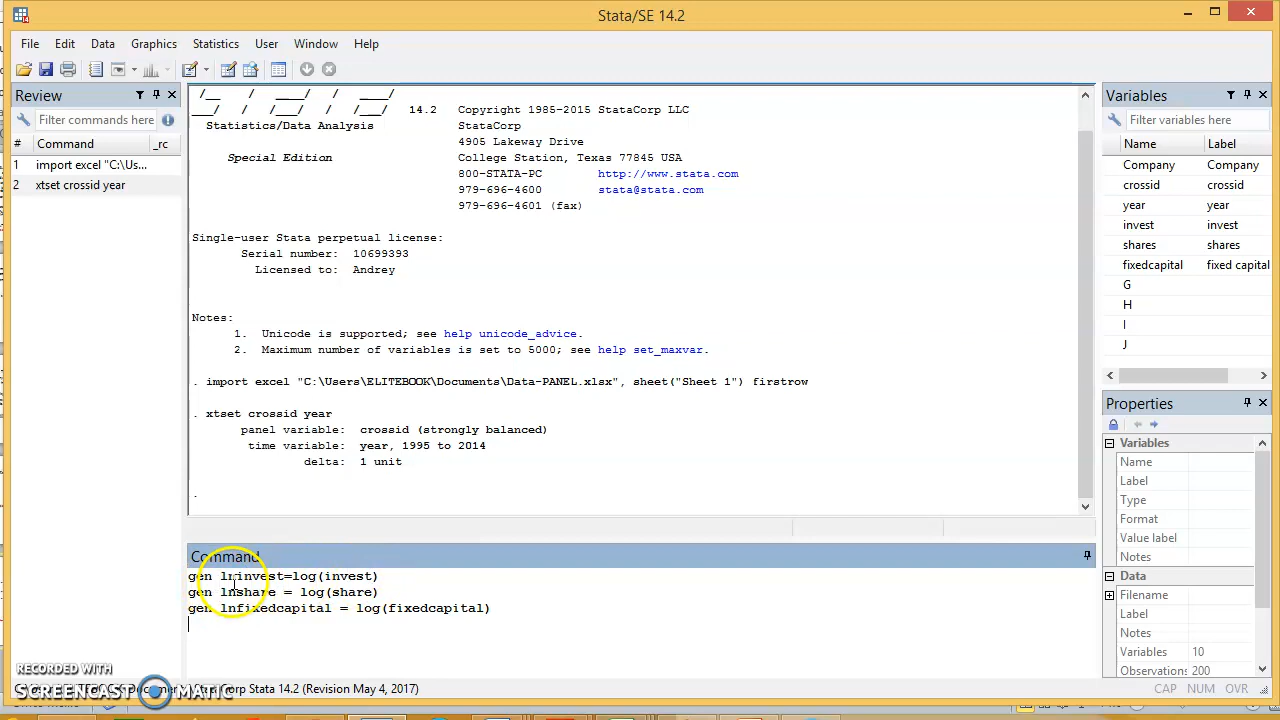 Stata/SE 14.2
File Edit Data Graphics Statistics User Window Help
Review
Filter commands here
# Command _rc
1 import excel "C:\Us...
2 xtset crossid year
14.2 Copyright 1985-2015 StataCorp LLC
Statistics/Data Analysis StataCorp
4905 Lakeway Drive
Special Edition College Station, Texas 77845 USA
800-STATA-PC http://www.stata.com
979-696-4600 stata@stata.com
979-696-4601 (fax)
Single-user Stata perpetual license:
Serial number: 10699393
Licensed to: Andrey
Notes:
1. Unicode is supported; see help unicode_advice.
2. Maximum number of variables is set to 5000; see help set_maxvar.
. import excel "C:\Users\ELITEBOOK\Documents\Data-PANEL.xlsx", sheet("Sheet 1") firstrow
. xtset crossid year
panel variable: crossid (strongly balanced)
time variable: year, 1995 to 2014
delta: 1 unit
.
Command
gen lninvest=log(invest)
gen lnshare = log(share)
gen lnfixedcapital = log(fixedcapital)
Variables
Filter variables here
Name Label
Company Company
crossid crossid
year year
invest invest
shares shares
fixedcapital fixed capital
G
H
I
J
Properties
Variables
Name
Label
Type
Format
Value label
Notes
Data
Filename
Label
Notes
Variables 10
Observations 200
RECORDED WITH
SCREENCAST MATIC
StataCorp Stata 14.2 (Revision May 4, 2017)
CAP NUM OVR